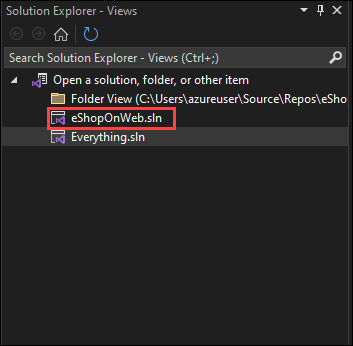 Solution Explorer - Views
Search Solution Explorer - Views (Ctrl+;)
Open a solution, folder, or other item
Folder View (C:\Users\azureuser\Source\Repos\eSho
eShopOnWeb.sln
Everything.sln